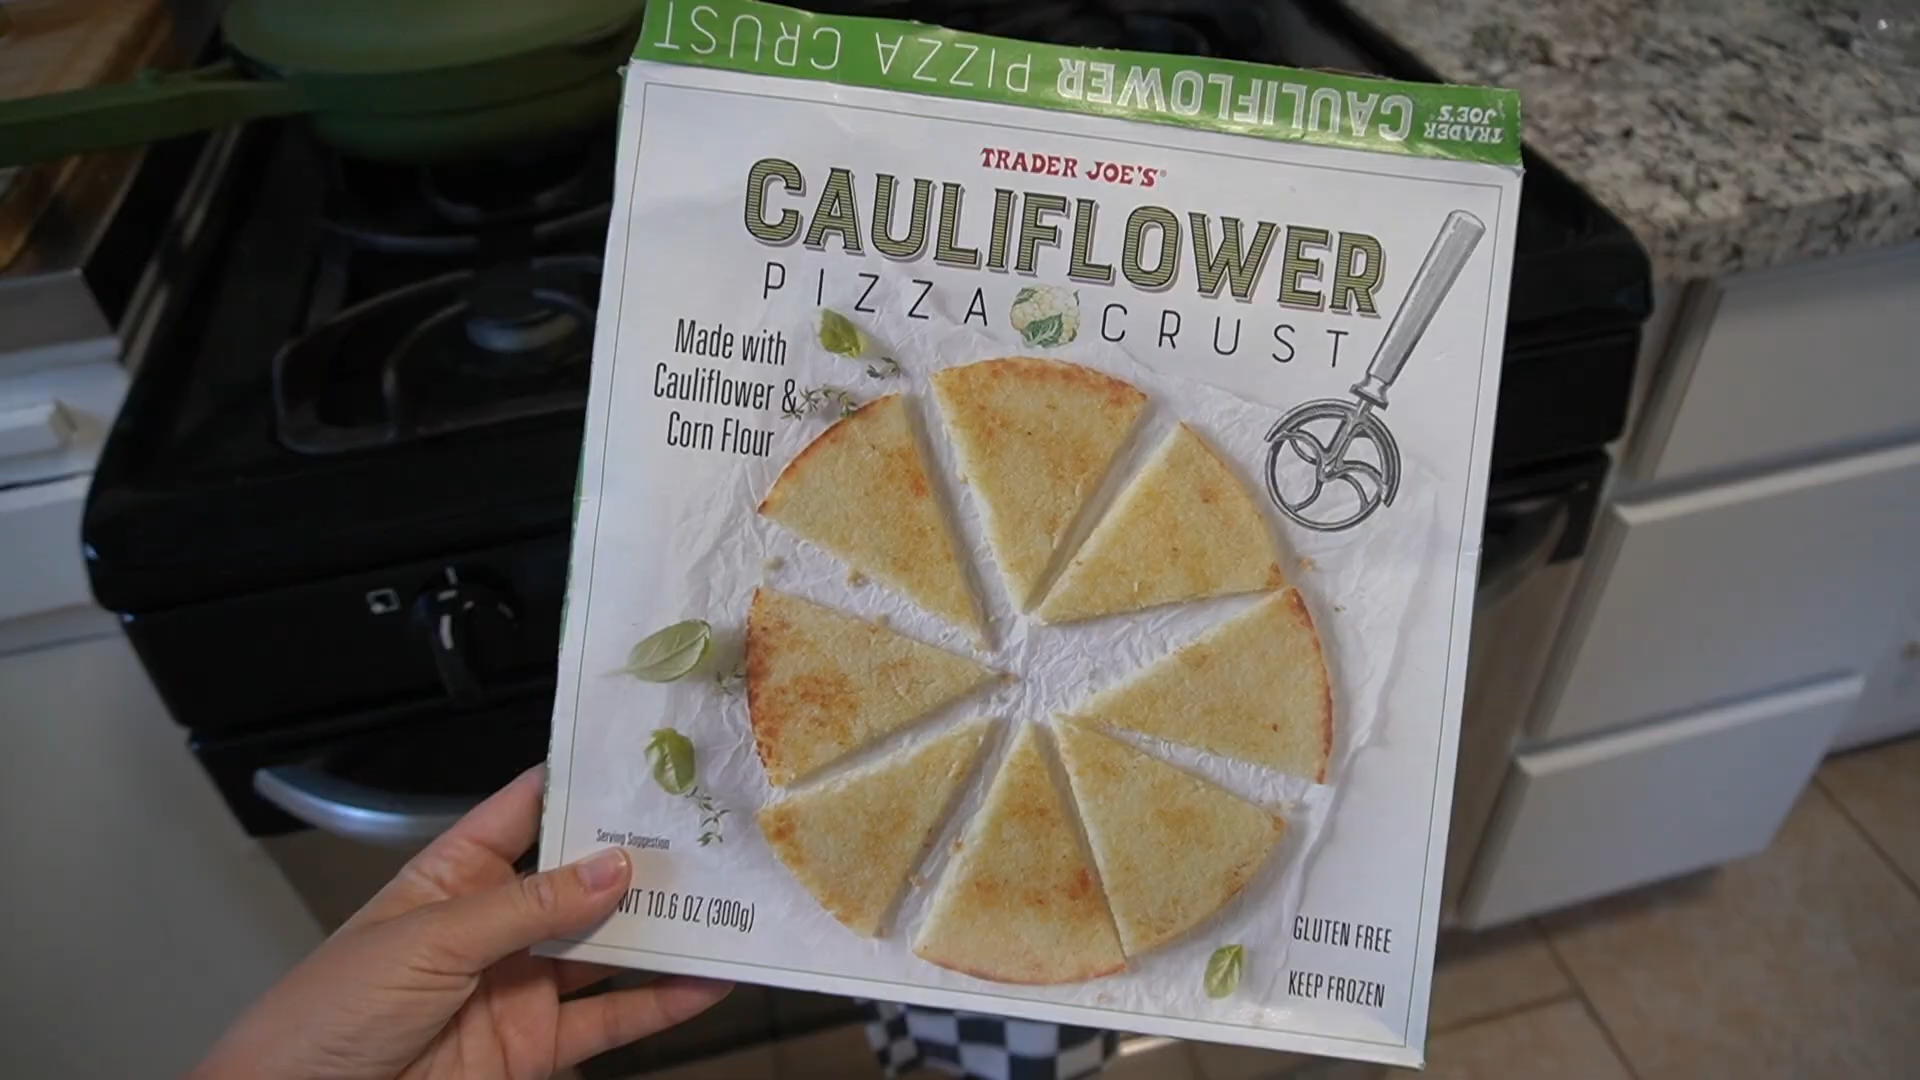 TRADER JOE'S CAULIFLOWER PIZZA CRUST
TRADER JOE'S®
CAULIFLOWER
PIZZA CRUST
Made with
Cauliflower &
Corn Flour
Serving Suggestion
WT 10.6 OZ (300g)
GLUTEN FREE
KEEP FROZEN